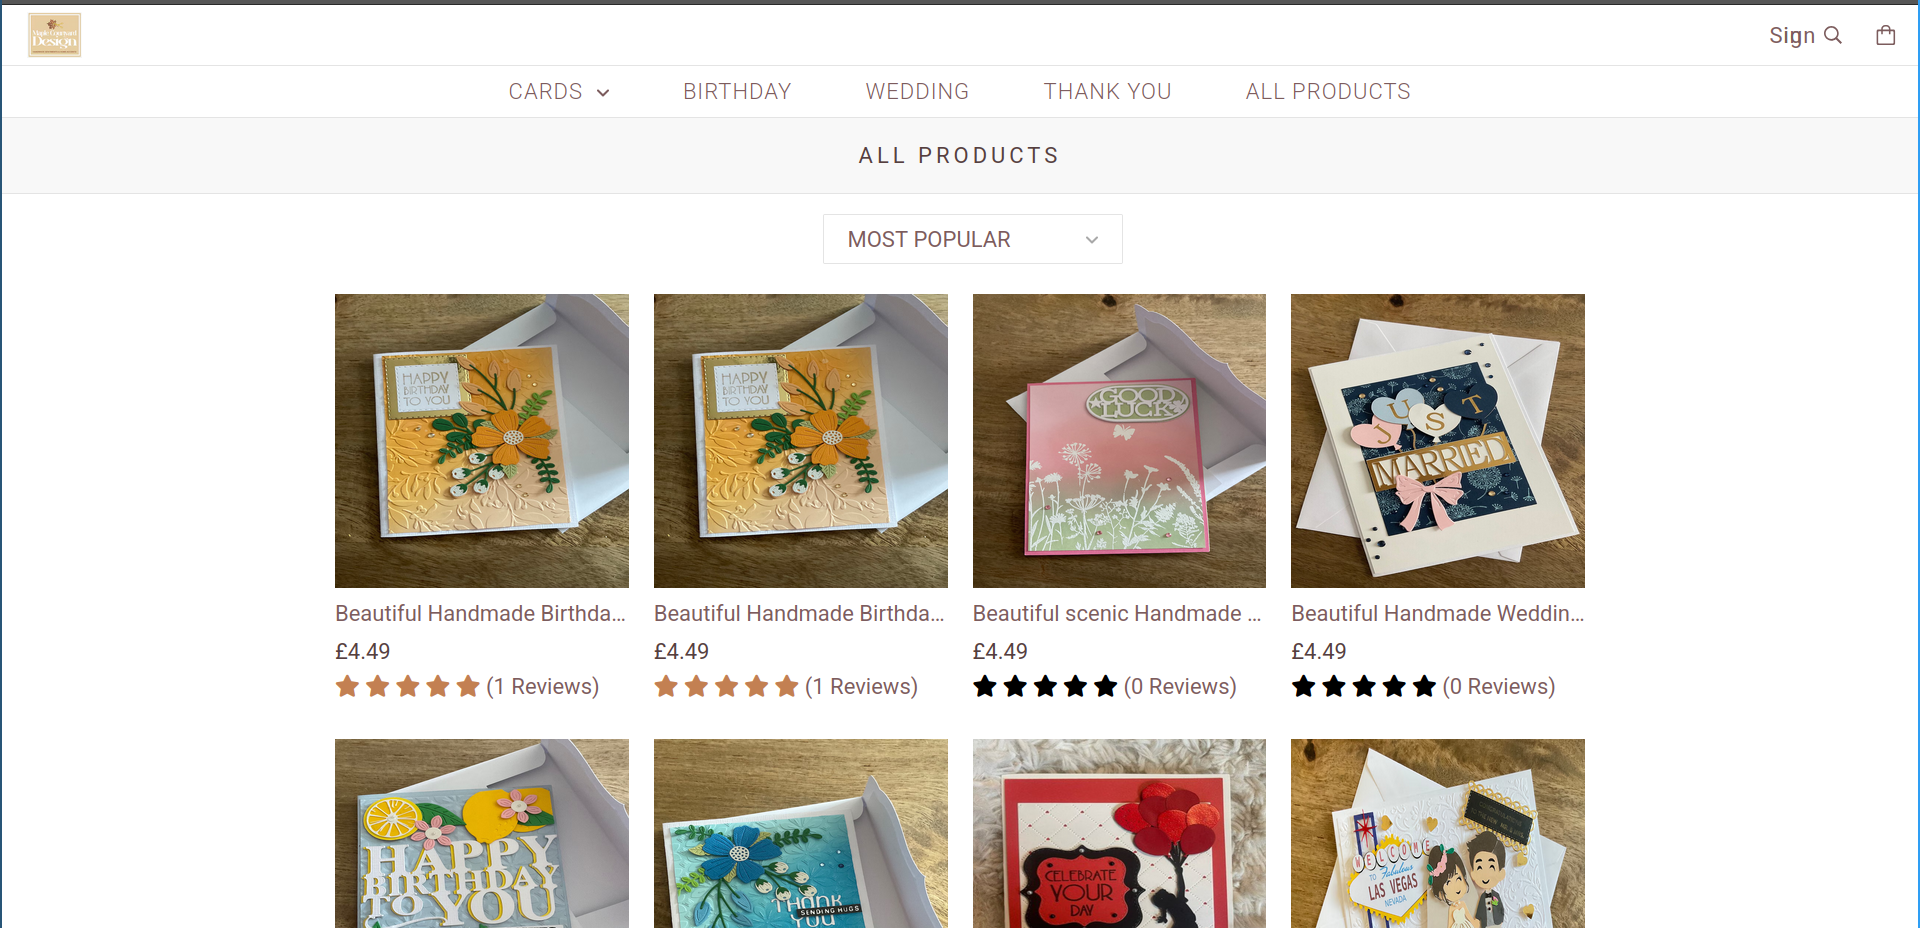 Maple Courtyard
Design
Sign
CARDS
BIRTHDAY
WEDDING
THANK YOU
ALL PRODUCTS
ALL PRODUCTS
MOST POPULAR
HAPPY
BIRTHDAY
TO YOU
HAPPY
BIRTHDAY
TO YOU
GOOD
LUCK
JUST
MARRIED
Beautiful Handmade Birthda...
£4.49
(1 Reviews)
Beautiful Handmade Birthda...
£4.49
(1 Reviews)
Beautiful scenic Handmade ...
£4.49
(0 Reviews)
Beautiful Handmade Weddin...
£4.49
(0 Reviews)
HAPPY
BIRTHDAY
TO YOU
THANK
YOU
SENDING HUGS
CELEBRATE
YOUR
DAY
WELCOME
TO Fabulous
LAS VEGAS
NEVADA